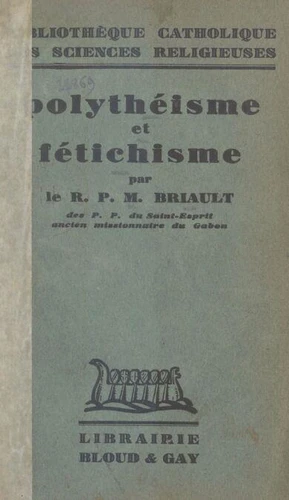 BIBLIOTHÈQUE CATHOLIQUE
DES SCIENCES RELIGIEUSES
polythéisme
et
fétichisme
par
le R. P. M. BRIAULT
des P. P. du Saint-Esprit
ancien missionnaire du Gabon
LIBRAIRIE
BLOUD & GAY